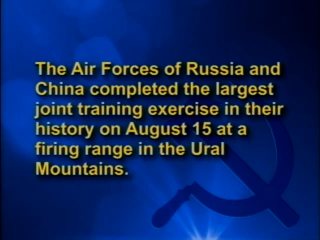 The Air Forces of Russia and
China completed the largest
joint training exercise in their
history on August 15 at a
firing range in the Ural
Mountains.